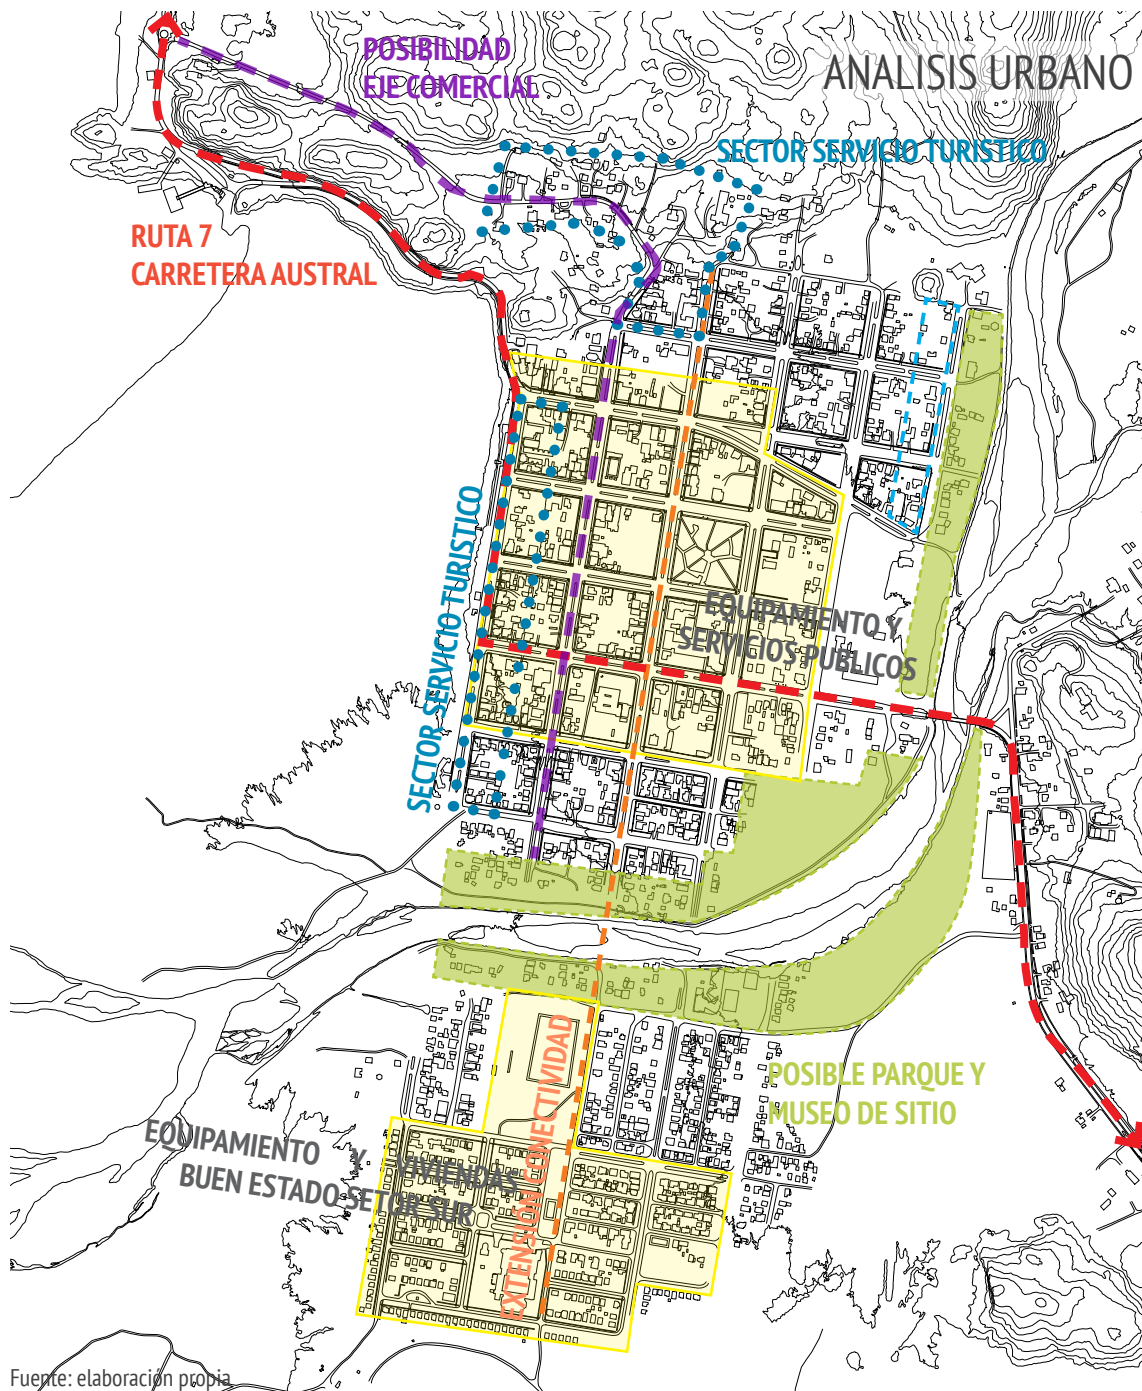 ANALISIS URBANO
POSIBILIDAD
EJE COMERCIAL
SECTOR SERVICIO TURISTICO
RUTA 7
CARRETERA AUSTRAL
SECTOR SERVICIO TURISTICO
EQUIPAMIENTO Y
SERVICIOS PUBLICOS
POSIBLE PARQUE Y
MUSEO DE SITIO
EQUIPAMIENTO Y VIVIENDAS
BUEN ESTADO SETOR SUR
EXTENSIÓN CONECTIVIDAD
Fuente: elaboración propia